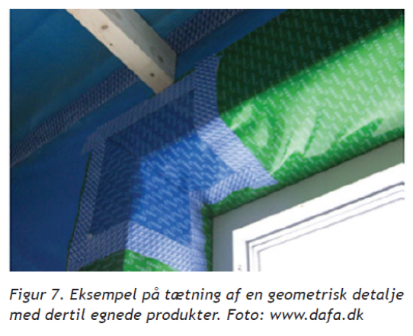 Figur 7. Eksempel på tætning af en geometrisk detalje
med dertil egnede produkter. Foto: www.dafa.dk